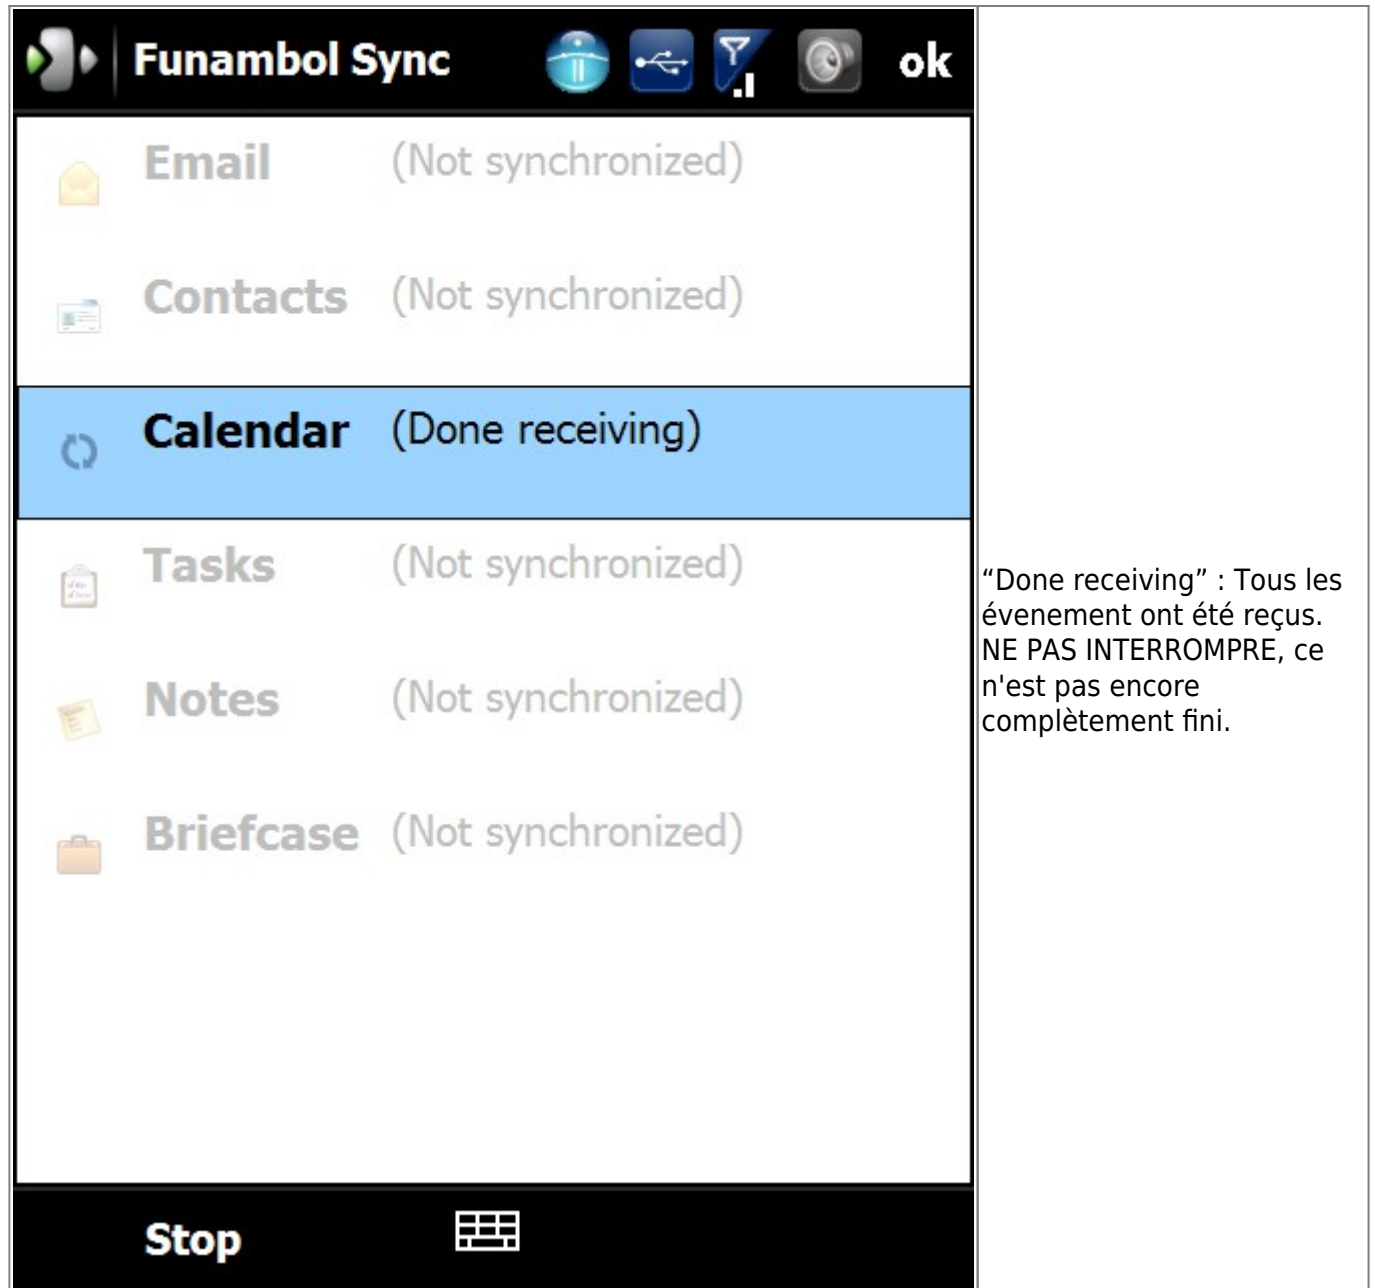 Funambol Sync ok
Email (Not synchronized)
Contacts (Not synchronized)
Calendar (Done receiving)
Tasks (Not synchronized)
Notes (Not synchronized)
Briefcase (Not synchronized)
Stop
“Done receiving” : Tous les
évenement ont été reçus.
NE PAS INTERROMPRE, ce
n'est pas encore
complètement fini.